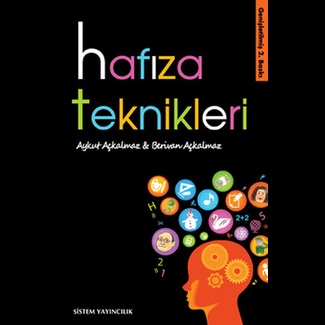 Genişletilmiş 2. Baskı
hafıza
teknikleri
Aykut Açkalmaz & Berivan Açkalmaz
SİSTEM YAYINCILIK